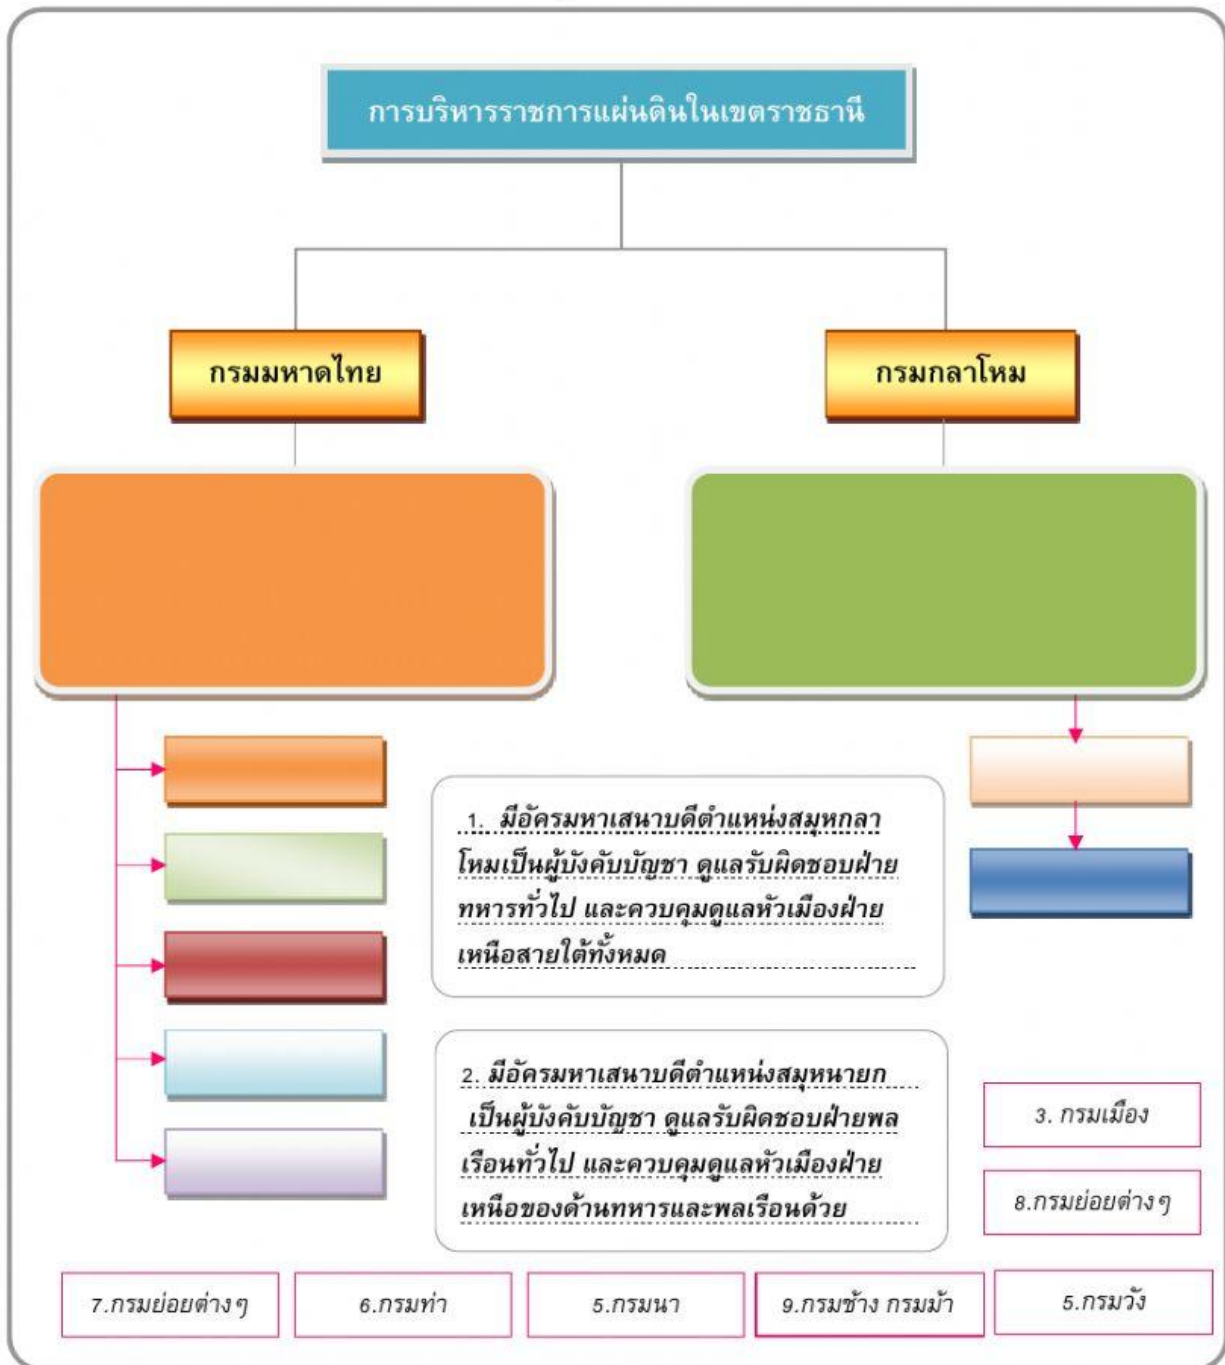 การบริหารราชการแผ่นดินในเขตราชธานี
กรมมหาดไทย
กรมกลาโหม
1. มีอัครมหาเสนาบดีตำแหน่งสมุหกลา
โหมเป็นผู้บังคับบัญชา ดูแลรับผิดชอบฝ่าย
ทหารทั่วไป และควบคุมดูแลหัวเมืองฝ่าย
เหนือสายใต้ทั้งหมด
2. มีอัครมหาเสนาบดีตำแหน่งสมุหนายก
เป็นผู้บังคับบัญชา ดูแลรับผิดชอบฝ่ายพล
เรือนทั่วไป และควบคุมดูแลหัวเมืองฝ่าย
เหนือของด้านทหารและพลเรือนด้วย
3. กรมเมือง
8.กรมย่อยต่างๆ
7.กรมย่อยต่างๆ
6.กรมท่า
5.กรมนา
9.กรมช้าง กรมม้า
5.กรมวัง